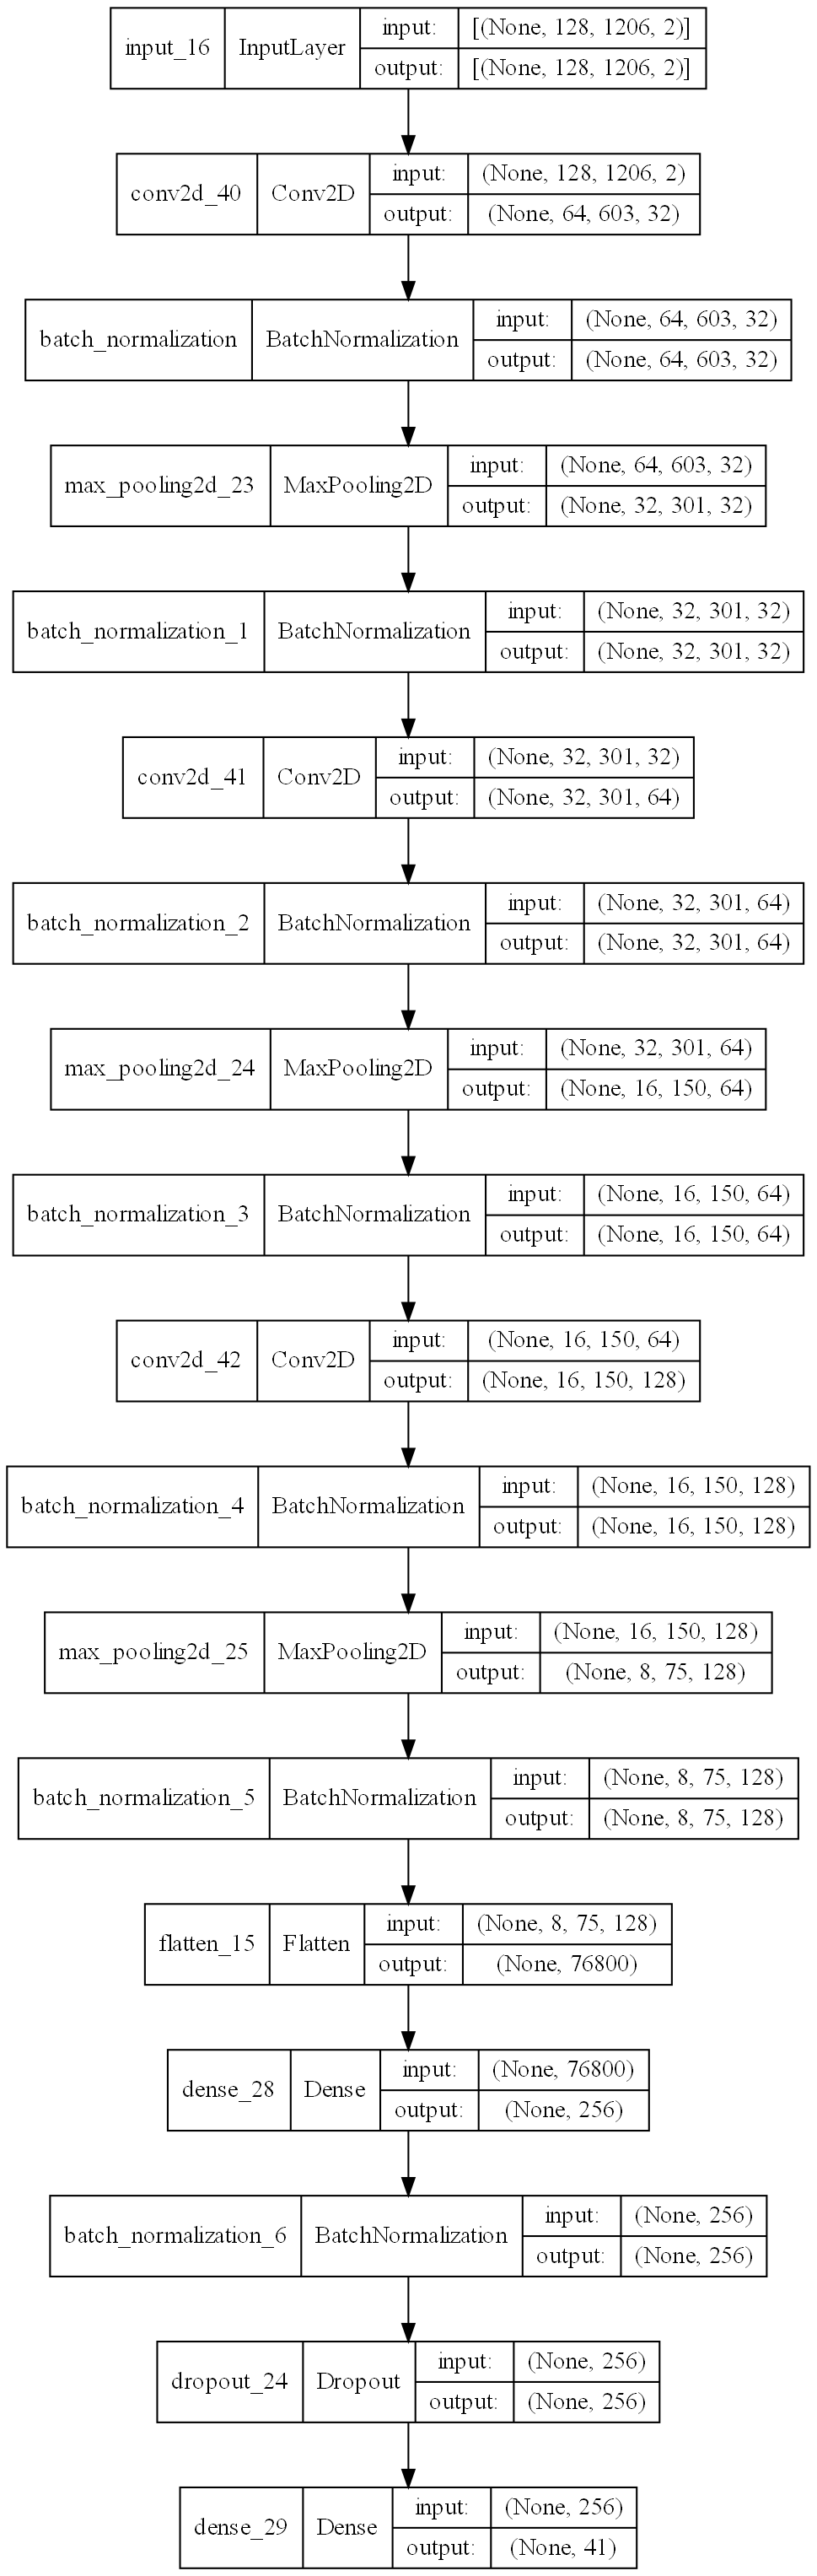 input_16 InputLayer input: [(None, 128, 1206, 2)]
output: [(None, 128, 1206, 2)]
conv2d_40 Conv2D input: (None, 128, 1206, 2)
output: (None, 64, 603, 32)
batch_normalization BatchNormalization input: (None, 64, 603, 32)
output: (None, 64, 603, 32)
max_pooling2d_23 MaxPooling2D input: (None, 64, 603, 32)
output: (None, 32, 301, 32)
batch_normalization_1 BatchNormalization input: (None, 32, 301, 32)
output: (None, 32, 301, 32)
conv2d_41 Conv2D input: (None, 32, 301, 32)
output: (None, 32, 301, 64)
batch_normalization_2 BatchNormalization input: (None, 32, 301, 64)
output: (None, 32, 301, 64)
max_pooling2d_24 MaxPooling2D input: (None, 32, 301, 64)
output: (None, 16, 150, 64)
batch_normalization_3 BatchNormalization input: (None, 16, 150, 64)
output: (None, 16, 150, 64)
conv2d_42 Conv2D input: (None, 16, 150, 64)
output: (None, 16, 150, 128)
batch_normalization_4 BatchNormalization input: (None, 16, 150, 128)
output: (None, 16, 150, 128)
max_pooling2d_25 MaxPooling2D input: (None, 16, 150, 128)
output: (None, 8, 75, 128)
batch_normalization_5 BatchNormalization input: (None, 8, 75, 128)
output: (None, 8, 75, 128)
flatten_15 Flatten input: (None, 8, 75, 128)
output: (None, 76800)
dense_28 Dense input: (None, 76800)
output: (None, 256)
batch_normalization_6 BatchNormalization input: (None, 256)
output: (None, 256)
dropout_24 Dropout input: (None, 256)
output: (None, 256)
dense_29 Dense input: (None, 256)
output: (None, 41)